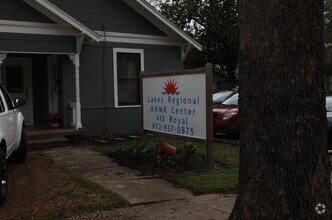 Lakes Regional
MHMR Center
413 Royal
972-937-0875